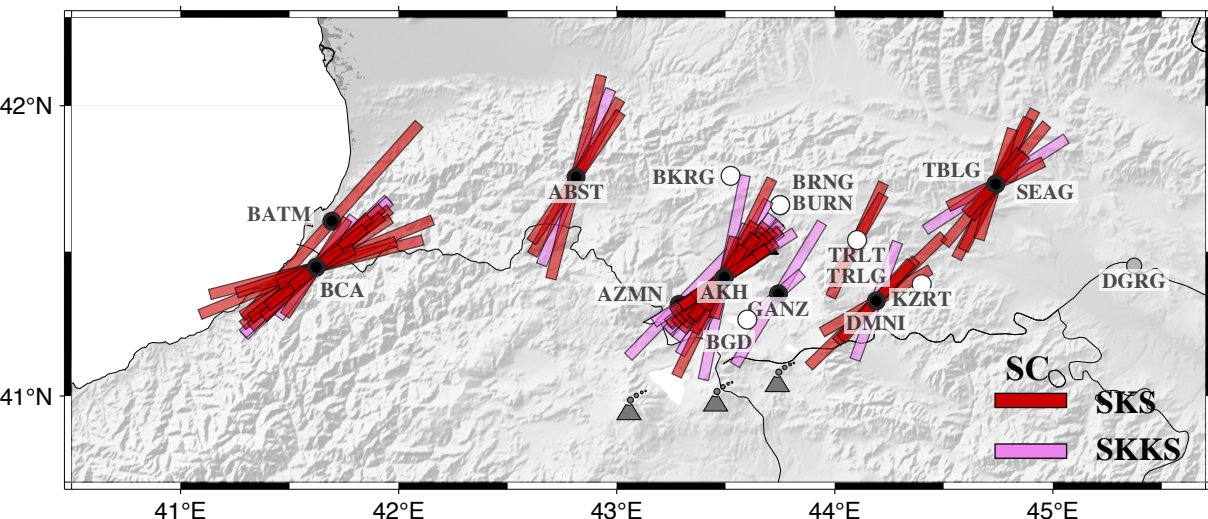 42°N
41°N
BKRG
BRNG
BURN
TBLG
SEAG
ABST
BATM
TRLT
TRLG
DGRG
BCA
AZMN
AKH
GANZ
KZRT
DMNI
BGD
SC
SKS
SKKS
41°E
42°E
43°E
44°E
45°E